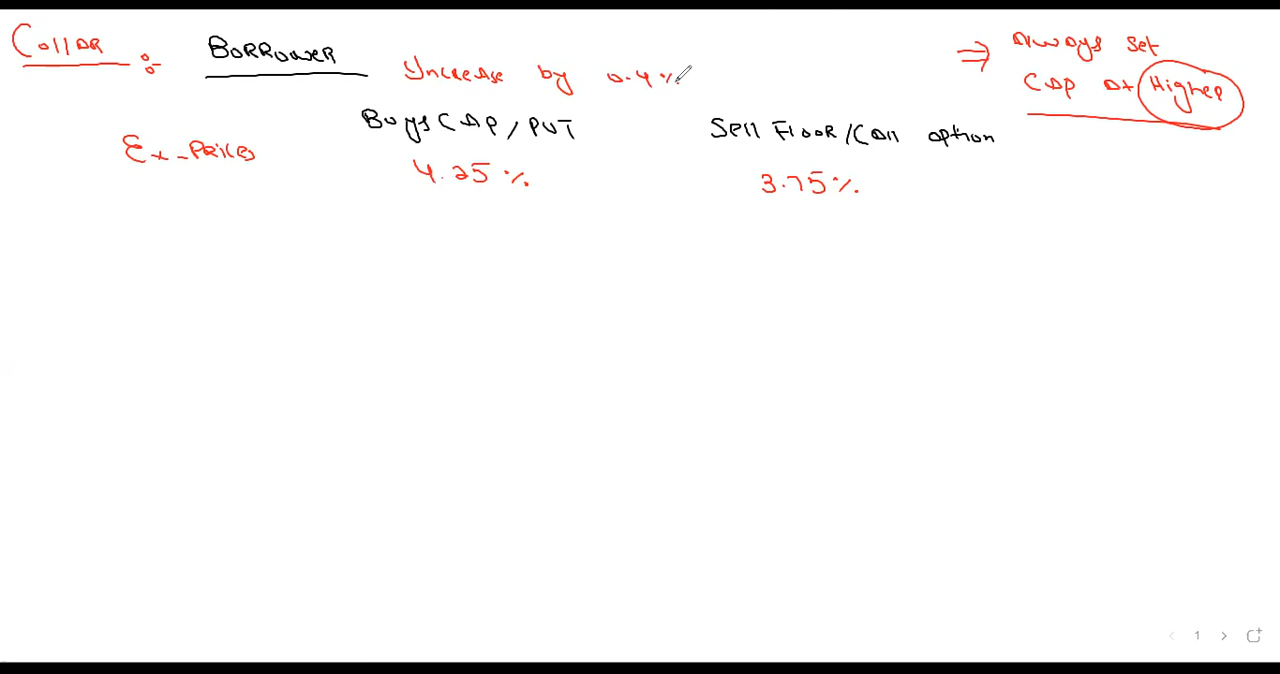 Collar :- Borrower
Increase by 0.4%
⇒ Always set
CAP at Higher
Buys CAP / PUT
Sell Floor/Call option
Ex-Prices
4.25%
3.75%
1